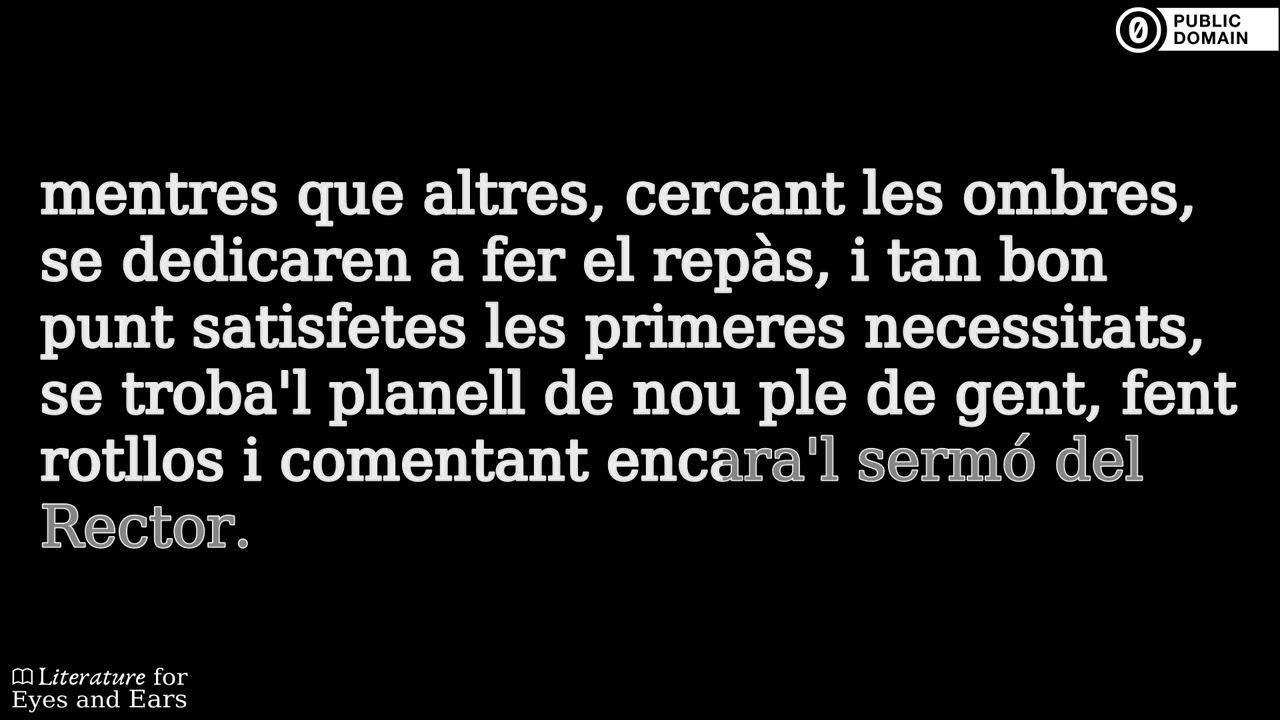 PUBLIC
DOMAIN
mentres que altres, cercant les ombres,
se dedicaren a fer el repàs, i tan bon
punt satisfetes les primeres necessitats,
se troba'l planell de nou ple de gent, fent
rotllos i comentant encara'l sermó del
Rector.
Literature for
Eyes and Ears